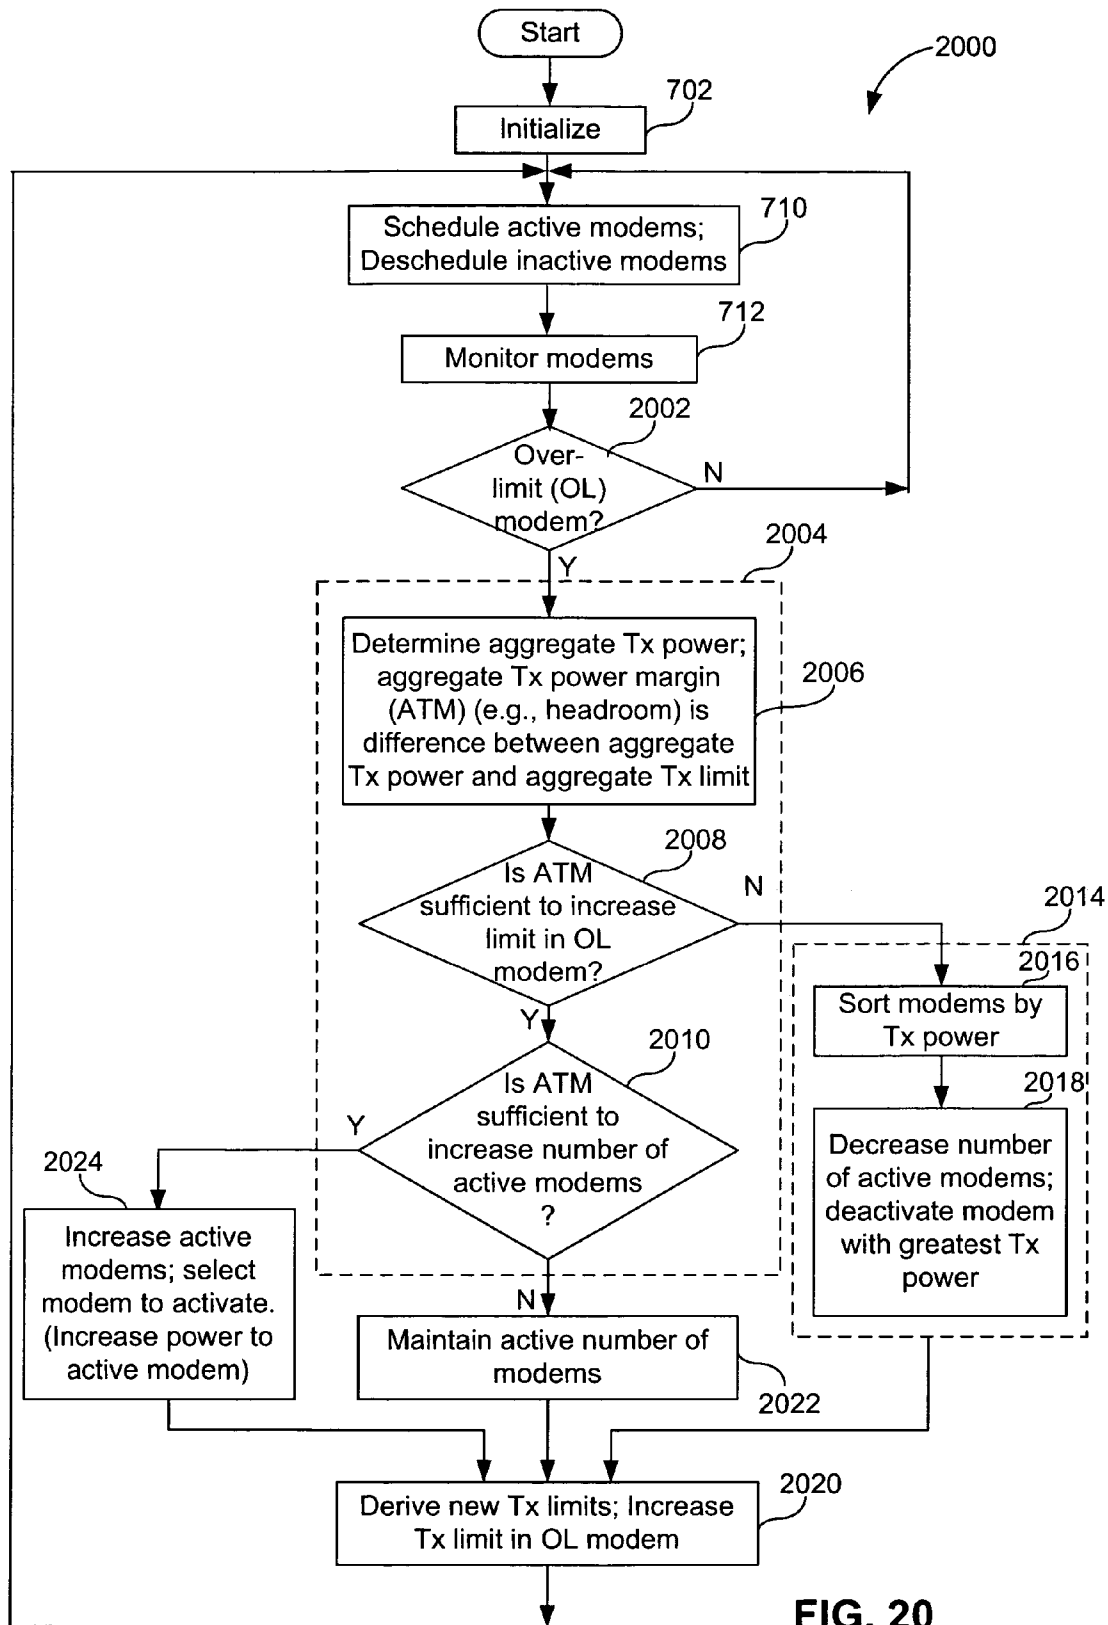 Start
2000
702
Initialize
710
Schedule active modems;
Deschedule inactive modems
712
Monitor modems
2002
Over-
limit (OL)
modem?
N
Y
2004
Determine aggregate Tx power;
aggregate Tx power margin
(ATM) (e.g., headroom) is
difference between aggregate
Tx power and aggregate Tx limit
2006
2008
Is ATM
sufficient to increase
limit in OL
modem?
N
Y
2014
2016
Sort modems by
Tx power
2018
Decrease number
of active modems;
deactivate modem
with greatest Tx
power
2010
Is ATM
sufficient to
increase number of
active modems
?
Y
N
2024
Increase active
modems; select
modem to activate.
(Increase power to
active modem)
Maintain active number of
modems
2022
2020
Derive new Tx limits; Increase
Tx limit in OL modem
FIG. 20